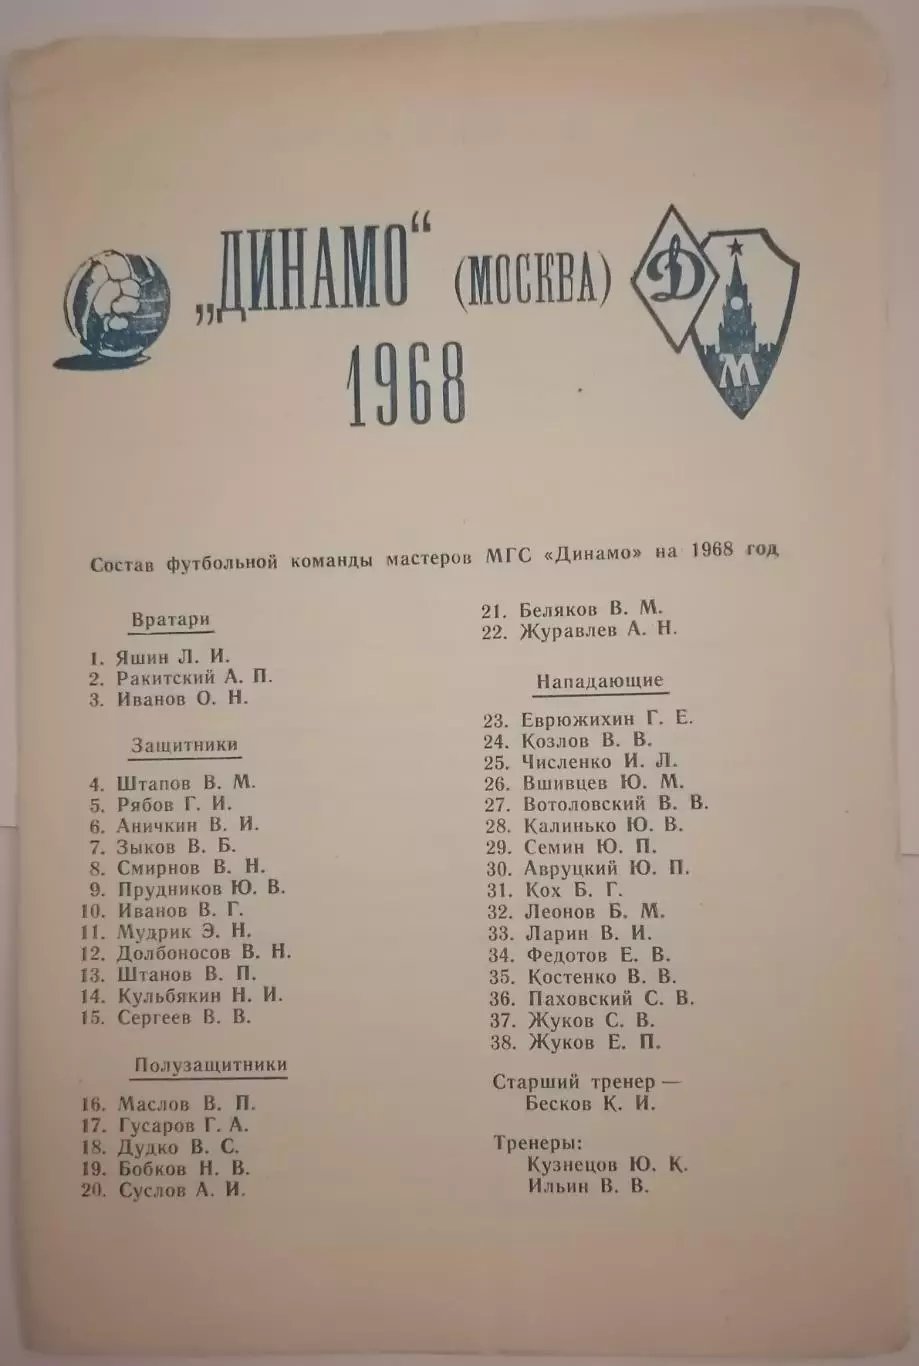 „ДИНАМО“ (МОСКВА)
1968
Д
М
Состав футбольной команды мастеров МГС «Динамо» на 1968 год
Вратари
1. Яшин Л. И.
2. Ракитский А. П.
3. Иванов О. Н.
Защитники
4. Штапов В. М.
5. Рябов Г. И.
6. Аничкин В. И.
7. Зыков В. Б.
8. Смирнов В. Н.
9. Прудников Ю. В.
10. Иванов В. Г.
11. Мудрик Э. Н.
12. Долбоносов В. Н.
13. Штанов В. П.
14. Кульбякин Н. И.
15. Сергеев В. В.
Полузащитники
16. Маслов В. П.
17. Гусаров Г. А.
18. Дудко В. С.
19. Бобков Н. В.
20. Суслов А. И.
21. Беляков В. М.
22. Журавлев А. Н.
Нападающие
23. Еврюжихин Г. Е.
24. Козлов В. В.
25. Численко И. Л.
26. Вшивцев Ю. М.
27. Вотоловский В. В.
28. Калинько Ю. В.
29. Семин Ю. П.
30. Авруцкий Ю. П.
31. Кох Б. Г.
32. Леонов Б. М.
33. Ларин В. И.
34. Федотов Е. В.
35. Костенко В. В.
36. Паховский С. В.
37. Жуков С. В.
38. Жуков Е. П.
Старший тренер —
Бесков К. И.
Тренеры:
Кузнецов Ю. К.
Ильин В. В.